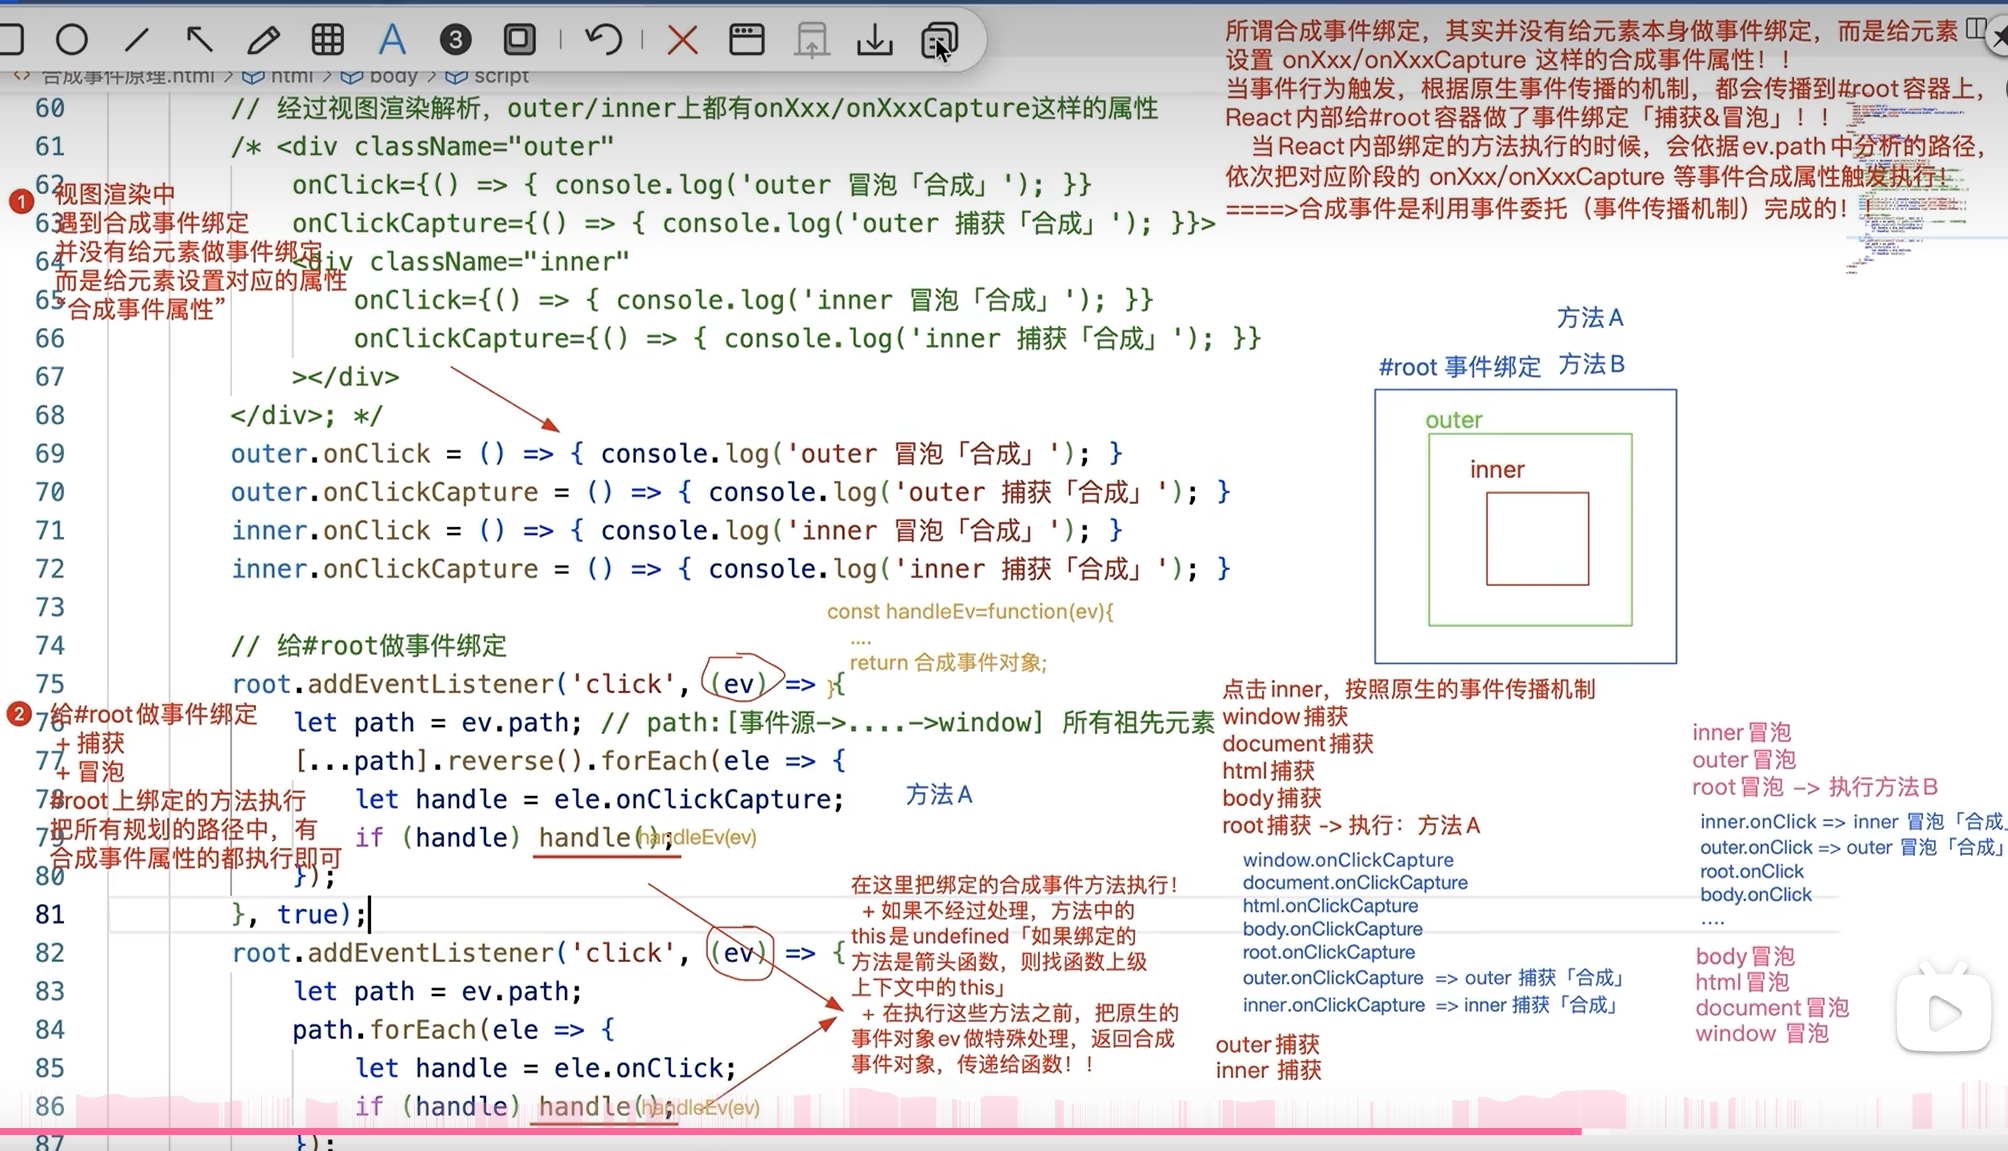 3
合成事件原理.html > html > body > script
60 // 经过视图渲染解析，outer/inner上都有onXxx/onXxxCapture这样的属性
61 /* <div className="outer"
62 onClick={() => { console.log('outer 冒泡「合成」'); }}
63 onClickCapture={() => { console.log('outer 捕获「合成」'); }}>
64 <div className="inner"
65 onClick={() => { console.log('inner 冒泡「合成」'); }}
66 onClickCapture={() => { console.log('inner 捕获「合成」'); }}
67 ></div>
68 </div>; */
69 outer.onClick = () => { console.log('outer 冒泡「合成」'); }
70 outer.onClickCapture = () => { console.log('outer 捕获「合成」'); }
71 inner.onClick = () => { console.log('inner 冒泡「合成」'); }
72 inner.onClickCapture = () => { console.log('inner 捕获「合成」'); }
73
74 // 给#root做事件绑定
75 root.addEventListener('click', (ev) => {
76 let path = ev.path; // path:[事件源->....->window] 所有祖先元素
77 [...path].reverse().forEach(ele => {
78 let handle = ele.onClickCapture;
79 if (handle) handle();
80 });
81 }, true);
82 root.addEventListener('click', (ev) => {
83 let path = ev.path;
84 path.forEach(ele => {
85 let handle = ele.onClick;
86 if (handle) handle();
87 });
1 视图渲染中
遇到合成事件绑定
并没有给元素做事件绑定
而是给元素设置对应的属性
“合成事件属性”
2 给#root做事件绑定
+ 捕获
+ 冒泡
#root上绑定的方法执行
把所有规划的路径中，有
合成事件属性的都执行即可
const handleEv=function(ev){
....
return 合成事件对象;
}
方法A
handleEv(ev)
handleEv(ev)
在这里把绑定的合成事件方法执行！
+ 如果不经过处理，方法中的
this是undefined「如果绑定的
方法是箭头函数，则找函数上级
上下文中的this」
+ 在执行这些方法之前，把原生的
事件对象ev做特殊处理，返回合成
事件对象，传递给函数！！
所谓合成事件绑定，其实并没有给元素本身做事件绑定，而是给元素
设置 onXxx/onXxxCapture 这样的合成事件属性！！
当事件行为触发，根据原生事件传播的机制，都会传播到#root容器上，
React内部给#root容器做了事件绑定「捕获&冒泡」！！
当React内部绑定的方法执行的时候，会依据ev.path中分析的路径，
依次把对应阶段的 onXxx/onXxxCapture 等事件合成属性触发执行！
====>合成事件是利用事件委托（事件传播机制）完成的！！
方法A
#root 事件绑定 方法B
outer
inner
点击inner，按照原生的事件传播机制
window捕获
document捕获
html捕获
body捕获
root捕获 -> 执行：方法A
window.onClickCapture
document.onClickCapture
html.onClickCapture
body.onClickCapture
root.onClickCapture
outer.onClickCapture => outer 捕获「合成」
inner.onClickCapture => inner 捕获「合成」
outer捕获
inner 捕获
inner冒泡
outer冒泡
root冒泡 -> 执行方法B
inner.onClick => inner 冒泡「合成
outer.onClick => outer 冒泡「合成」
root.onClick
body.onClick
....
body冒泡
html冒泡
document冒泡
window 冒泡